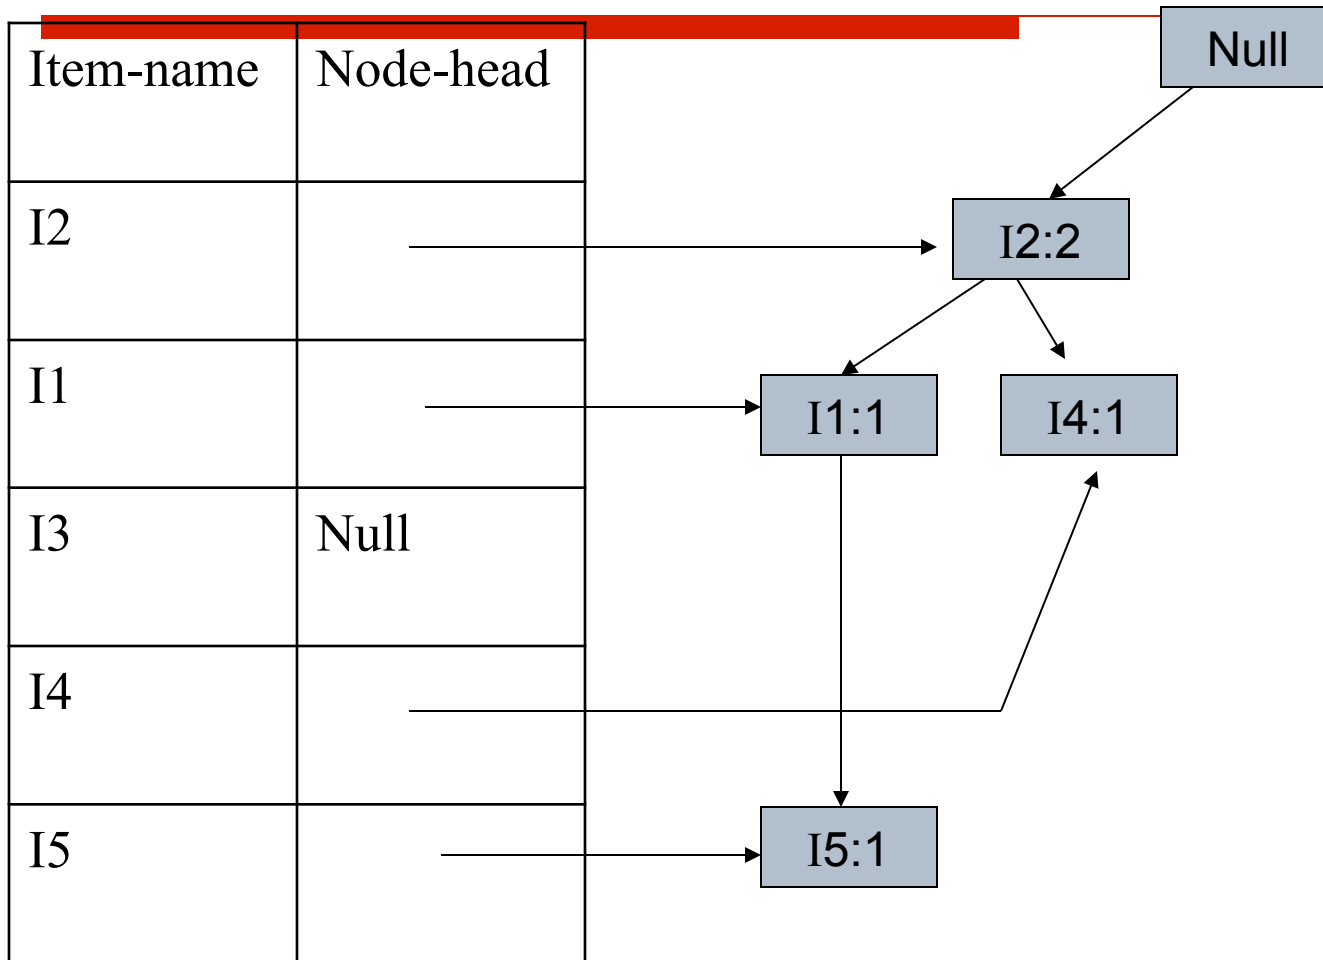 Item-name Node-head
Null
I2
I2:2
I1
I1:1
I4:1
I3 Null
I4
I5
I5:1